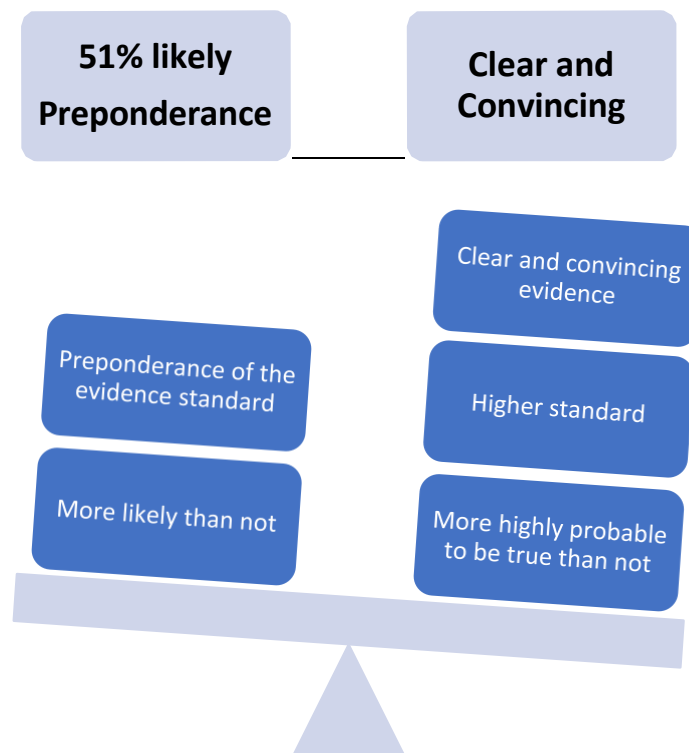 51% likely
Preponderance
Clear and
Convincing
Preponderance of the
evidence standard
More likely than not
Clear and convincing
evidence
Higher standard
More highly probable
to be true than not